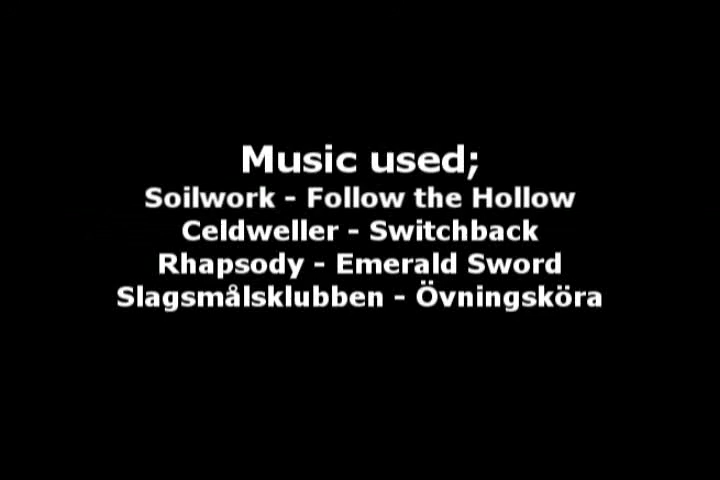 Music used;
Soilwork - Follow the Hollow
Celdweller - Switchback
Rhapsody - Emerald Sword
Slagsmålsklubben - Övningsköra